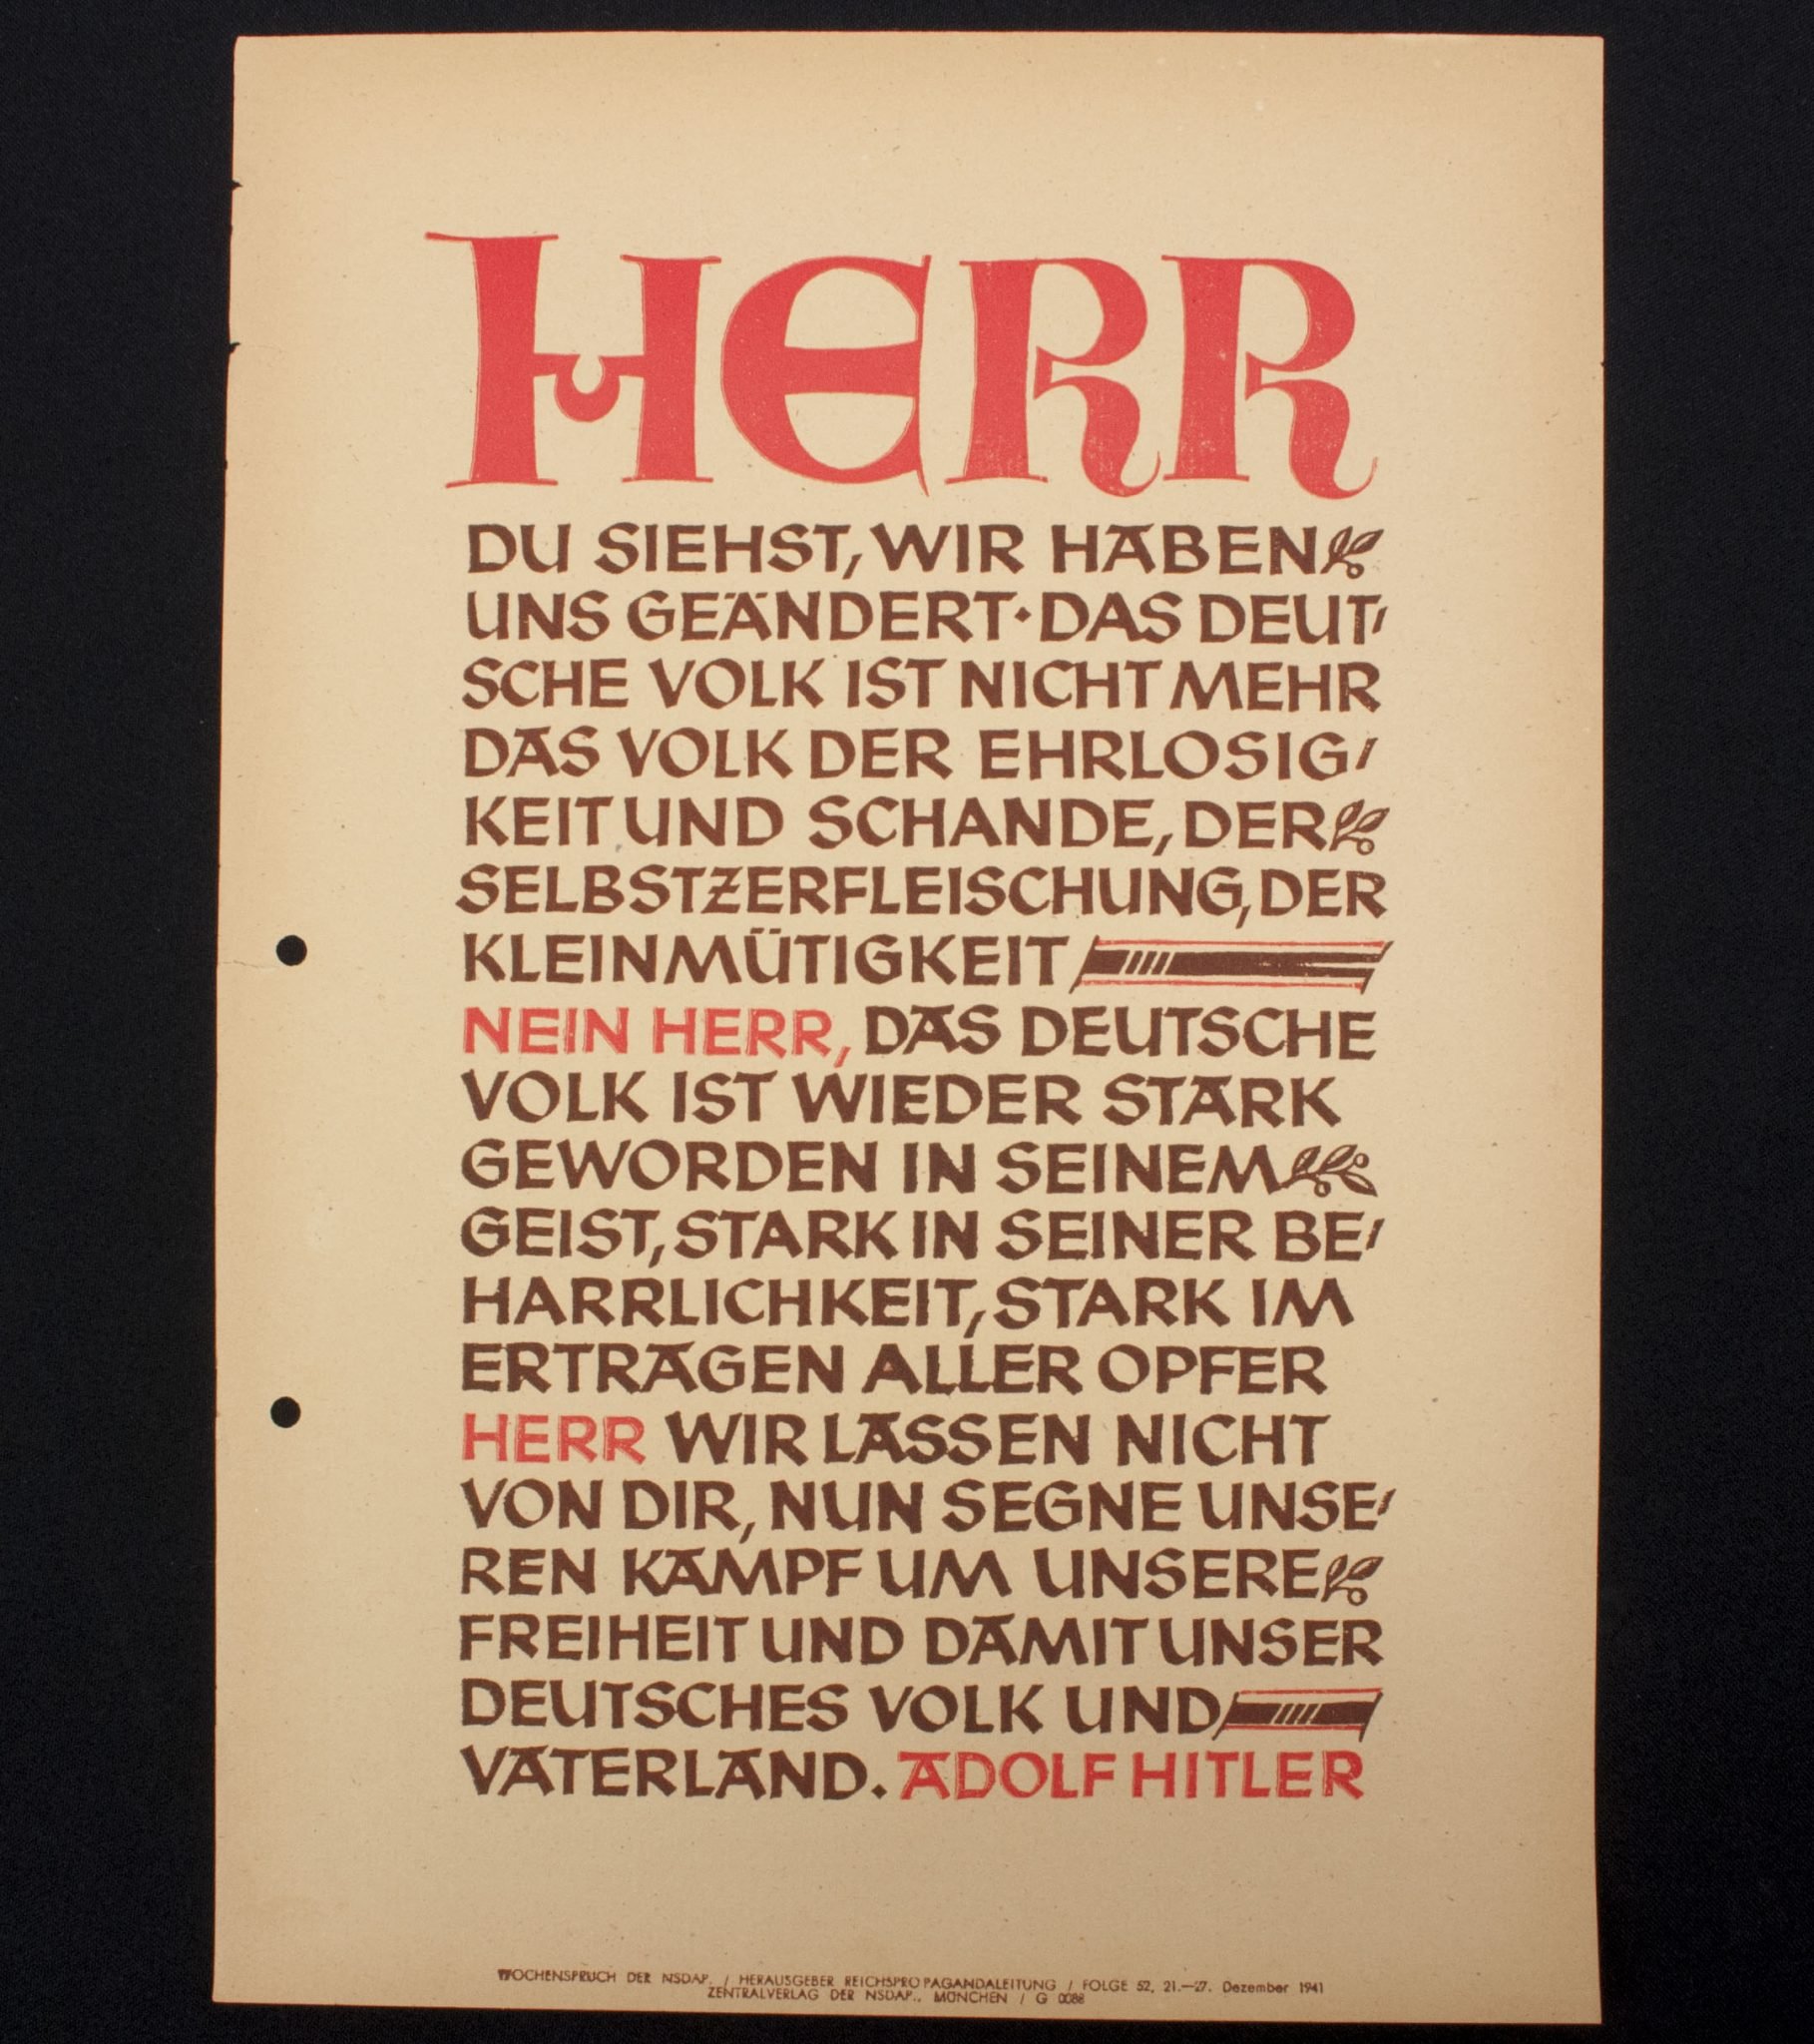 HERR
DU SIEHST, WIR HABEN
UNS GEÄNDERT·DAS DEUT-
SCHE VOLK IST NICHT MEHR
DAS VOLK DER EHRLOSIG-
KEIT UND SCHANDE, DER
SELBSTZERFLEISCHUNG, DER
KLEINMÜTIGKEIT
NEIN HERR, DAS DEUTSCHE
VOLK IST WIEDER STARK
GEWORDEN IN SEINEM
GEIST, STARK IN SEINER BE-
HARRLICHKEIT, STARK IM
ERTRAGEN ALLER OPFER
HERR WIR LASSEN NICHT
VON DIR, NUN SEGNE UNSE-
REN KAMPF UM UNSERE
FREIHEIT UND DAMIT UNSER
DEUTSCHES VOLK UND
VATERLAND. ADOLF HITLER
WOCHENSPRUCH DER NSDAP. / HERAUSGEBER REICHSPROPAGANDALEITUNG / FOLGE 52, 21.—27. Dezember 1941
ZENTRALVERLAG DER NSDAP., MÜNCHEN / G 0088